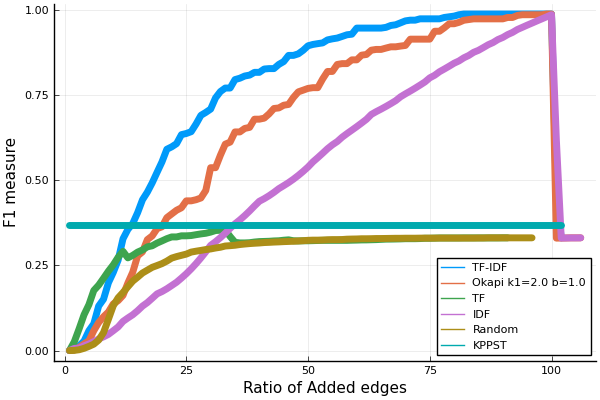 1.00
0.75
0.50
0.25
0.00
F1 measure
0
25
50
75
100
Ratio of Added edges
TF-IDF
Okapi k1=2.0 b=1.0
TF
IDF
Random
KPPST